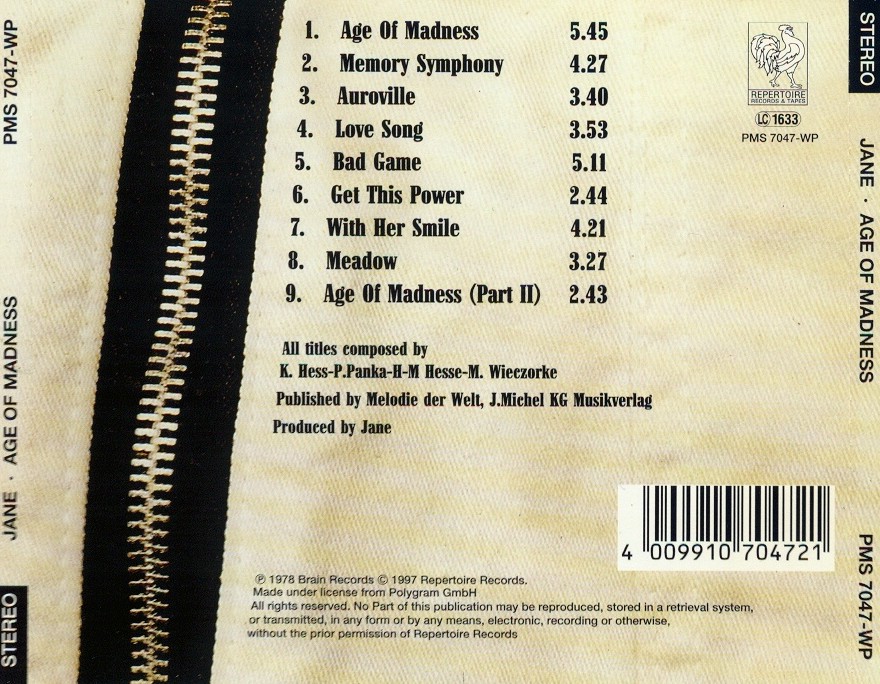 1. Age Of Madness 5.45
2. Memory Symphony 4.27
3. Auroville 3.40
4. Love Song 3.53
5. Bad Game 5.11
6. Get This Power 2.44
7. With Her Smile 4.21
8. Meadow 3.27
9. Age Of Madness (Part II) 2.43
All titles composed by
K. Hess-P.Panka-H-M Hesse-M. Wieczorke
Published by Melodie der Welt, J.Michel KG Musikverlag
Produced by Jane
REPERTOIRE
RECORDS & TAPES
LC 1633
PMS 7047-WP
4 009910 704721
℗ 1978 Brain Records © 1997 Repertoire Records.
Made under license from Polygram GmbH
All rights reserved. No Part of this publication may be reproduced, stored in a retrieval system,
or transmitted, in any form or by any means, electronic, recording or otherwise,
without the prior permission of Repertoire Records
STEREO JANE · AGE OF MADNESS PMS 7047-WP
STEREO JANE · AGE OF MADNESS PMS 7047-WP